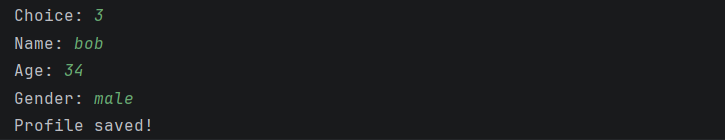 Choice: 3
Name: bob
Age: 34
Gender: male
Profile saved!